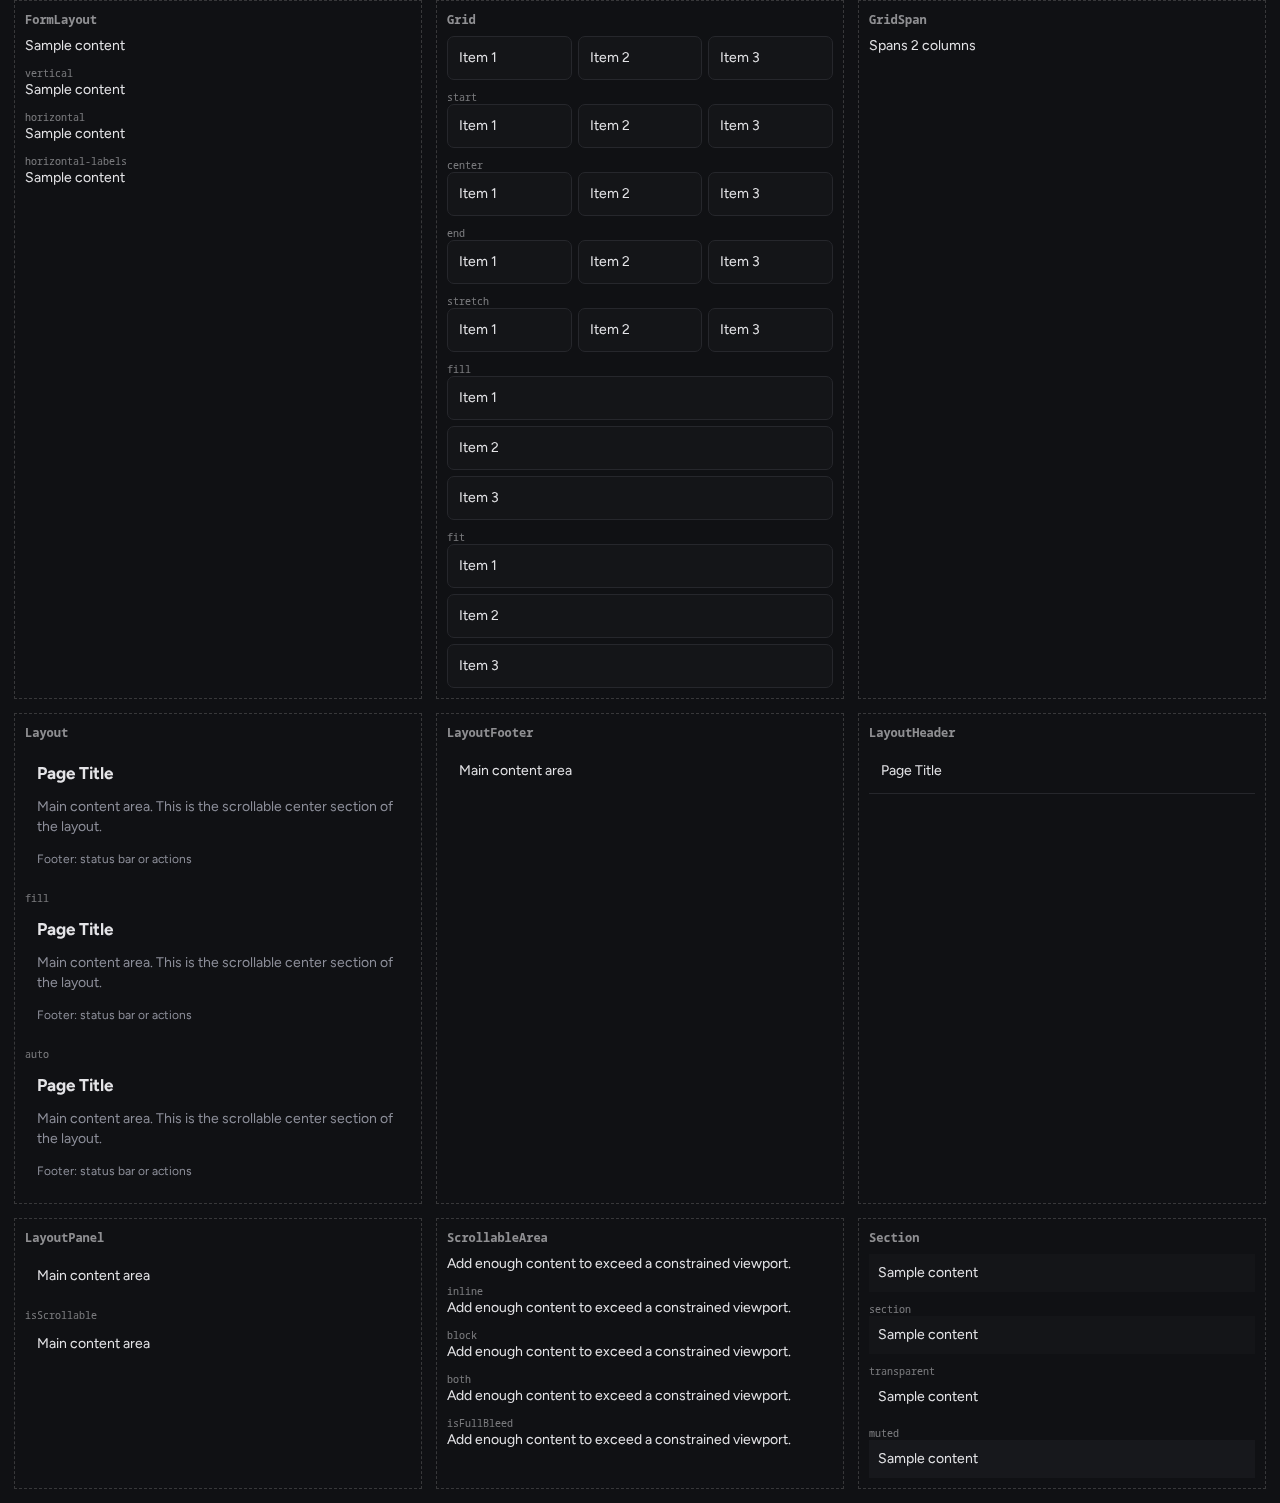 FormLayout
Sample content
vertical
Sample content
horizontal
Sample content
horizontal-labels
Sample content
Grid
Item 1
Item 2
Item 3
start
Item 1
Item 2
Item 3
center
Item 1
Item 2
Item 3
end
Item 1
Item 2
Item 3
stretch
Item 1
Item 2
Item 3
fill
Item 1
Item 2
Item 3
fit
Item 1
Item 2
Item 3
GridSpan
Spans 2 columns
Layout
Page Title
Main content area. This is the scrollable center section of
the layout.
Footer: status bar or actions
fill
Page Title
Main content area. This is the scrollable center section of
the layout.
Footer: status bar or actions
auto
Page Title
Main content area. This is the scrollable center section of
the layout.
Footer: status bar or actions
LayoutFooter
Main content area
LayoutHeader
Page Title
LayoutPanel
Main content area
isScrollable
Main content area
ScrollableArea
Add enough content to exceed a constrained viewport.
inline
Add enough content to exceed a constrained viewport.
block
Add enough content to exceed a constrained viewport.
both
Add enough content to exceed a constrained viewport.
isFullBleed
Add enough content to exceed a constrained viewport.
Section
Sample content
section
Sample content
transparent
Sample content
muted
Sample content